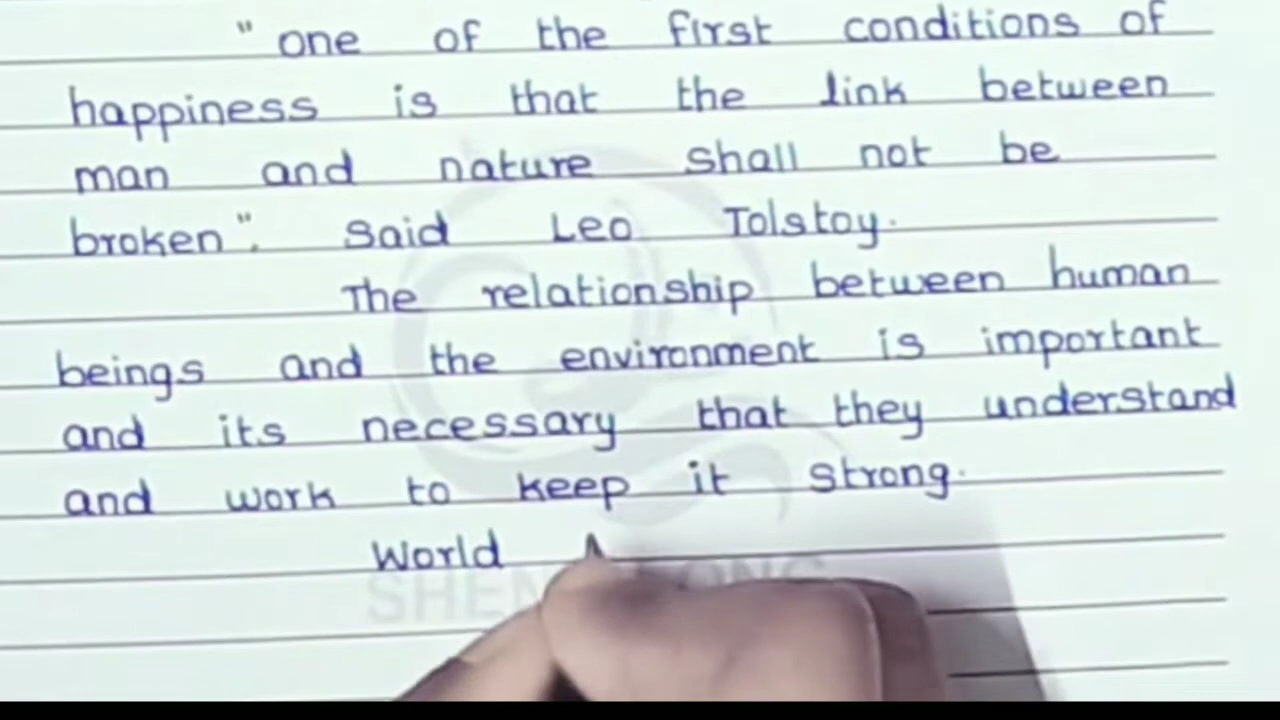 "one of the first conditions of
happiness is that the link between
man and nature shall not be
broken". Said Leo Tolstoy.
The relationship between human
beings and the environment is important
and its necessary that they understand
and work to keep it strong.
World